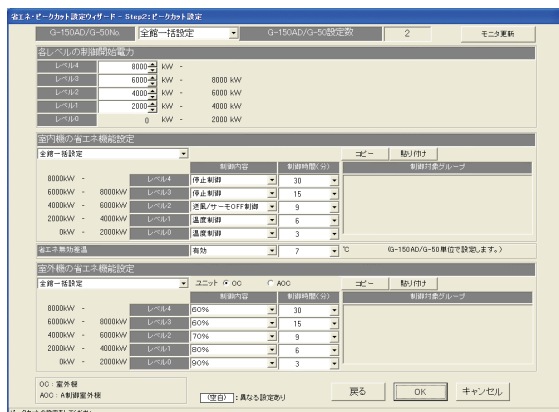 省エネ・ピークカット設定ウィザード - Step2:ピークカット設定
G-150AD/G-50No. 全館一括設定 G-150AD/G-50設定数 2 モニタ更新
各レベルの制御開始電力
レベル4 8000 kW -
レベル3 6000 kW - 8000 kW
レベル2 4000 kW - 6000 kW
レベル1 2000 kW - 4000 kW
レベル0 0 kW - 2000 kW
室内機の省エネ機能設定
全館一括設定 コピー 貼り付け
制御内容 制御時間(分) 制御対象グループ
8000kW - レベル4 停止制御 30
6000kW - 8000kW レベル3 停止制御 15
4000kW - 6000kW レベル2 送風/サーモOFF制御 9
2000kW - 4000kW レベル1 温度制御 6
0kW - 2000kW レベル0 温度制御 3
省エネ無効差温 有効 7 ℃ (G-150AD/G-50単位で設定します。)
室外機の省エネ機能設定
全館一括設定 ユニット OC AOC コピー 貼り付け
制御内容 制御時間(分) 制御対象グループ
8000kW - レベル4 60% 30
6000kW - 8000kW レベル3 60% 15
4000kW - 6000kW レベル2 70% 9
2000kW - 4000kW レベル1 80% 6
0kW - 2000kW レベル0 90% 3
OC:室外機
AOC:A制御室外機
(空白):異なる設定あり 戻る OK キャンセル